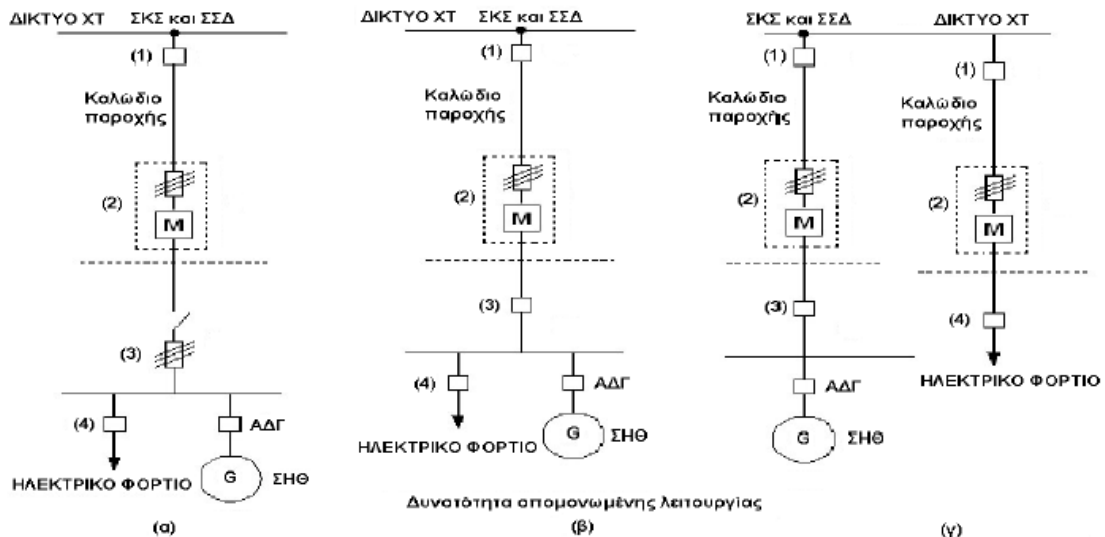 ΔΙΚΤΥΟ ΧΤ ΣΚΣ και ΣΣΔ
(1)
Καλώδιο
παροχής
(2)
M
(3)
(4)
ΑΔΓ
G
ΣΗΘ
ΗΛΕΚΤΡΙΚΟ ΦΟΡΤΙΟ
(α)
ΔΙΚΤΥΟ ΧΤ ΣΚΣ και ΣΣΔ
(1)
Καλώδιο
παροχής
(2)
M
(3)
(4)
ΑΔΓ
G
ΣΗΘ
ΗΛΕΚΤΡΙΚΟ ΦΟΡΤΙΟ
Δυνατότητα απομονωμένης λειτουργίας
(β)
ΣΚΣ και ΣΣΔ
(1)
Καλώδιο
παροχής
(2)
M
(3)
ΑΔΓ
G
ΣΗΘ
ΔΙΚΤΥΟ ΧΤ
(1)
Καλώδιο
παροχής
(2)
M
(4)
ΗΛΕΚΤΡΙΚΟ ΦΟΡΤΙΟ
(γ)